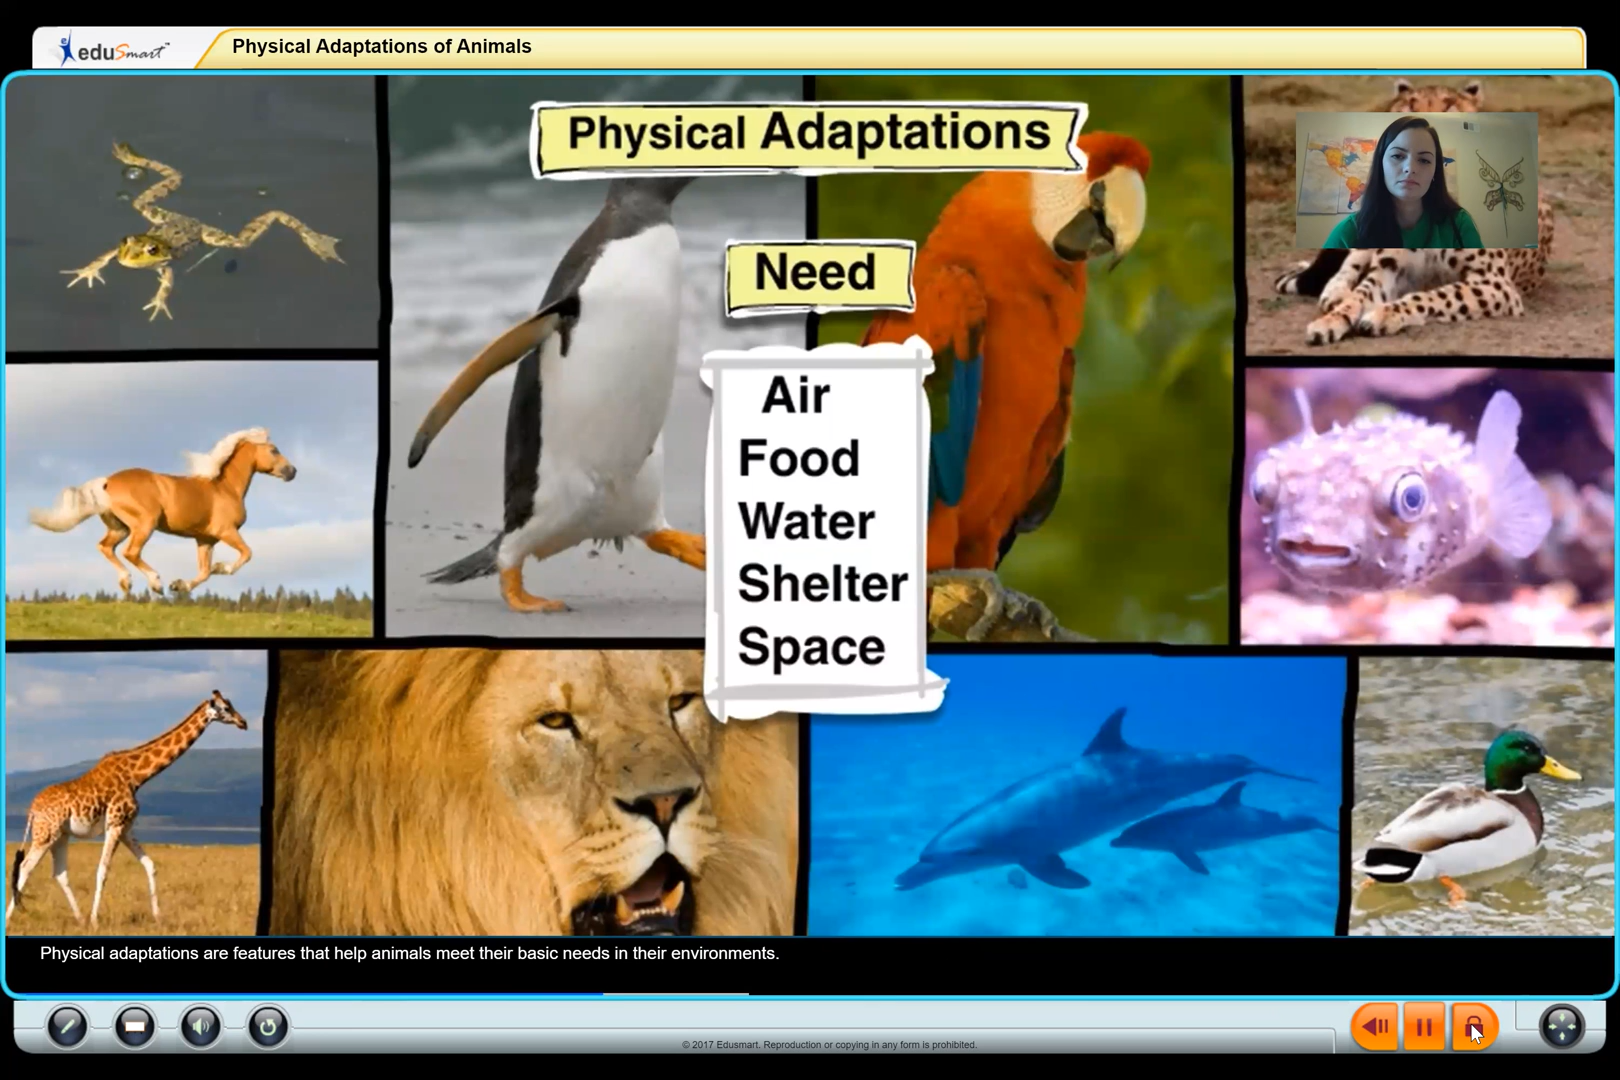 eduSmart™
Physical Adaptations of Animals
Physical Adaptations
Need
Air
Food
Water
Shelter
Space
Physical adaptations are features that help animals meet their basic needs in their environments.
© 2017 Edusmart. Reproduction or copying in any form is prohibited.